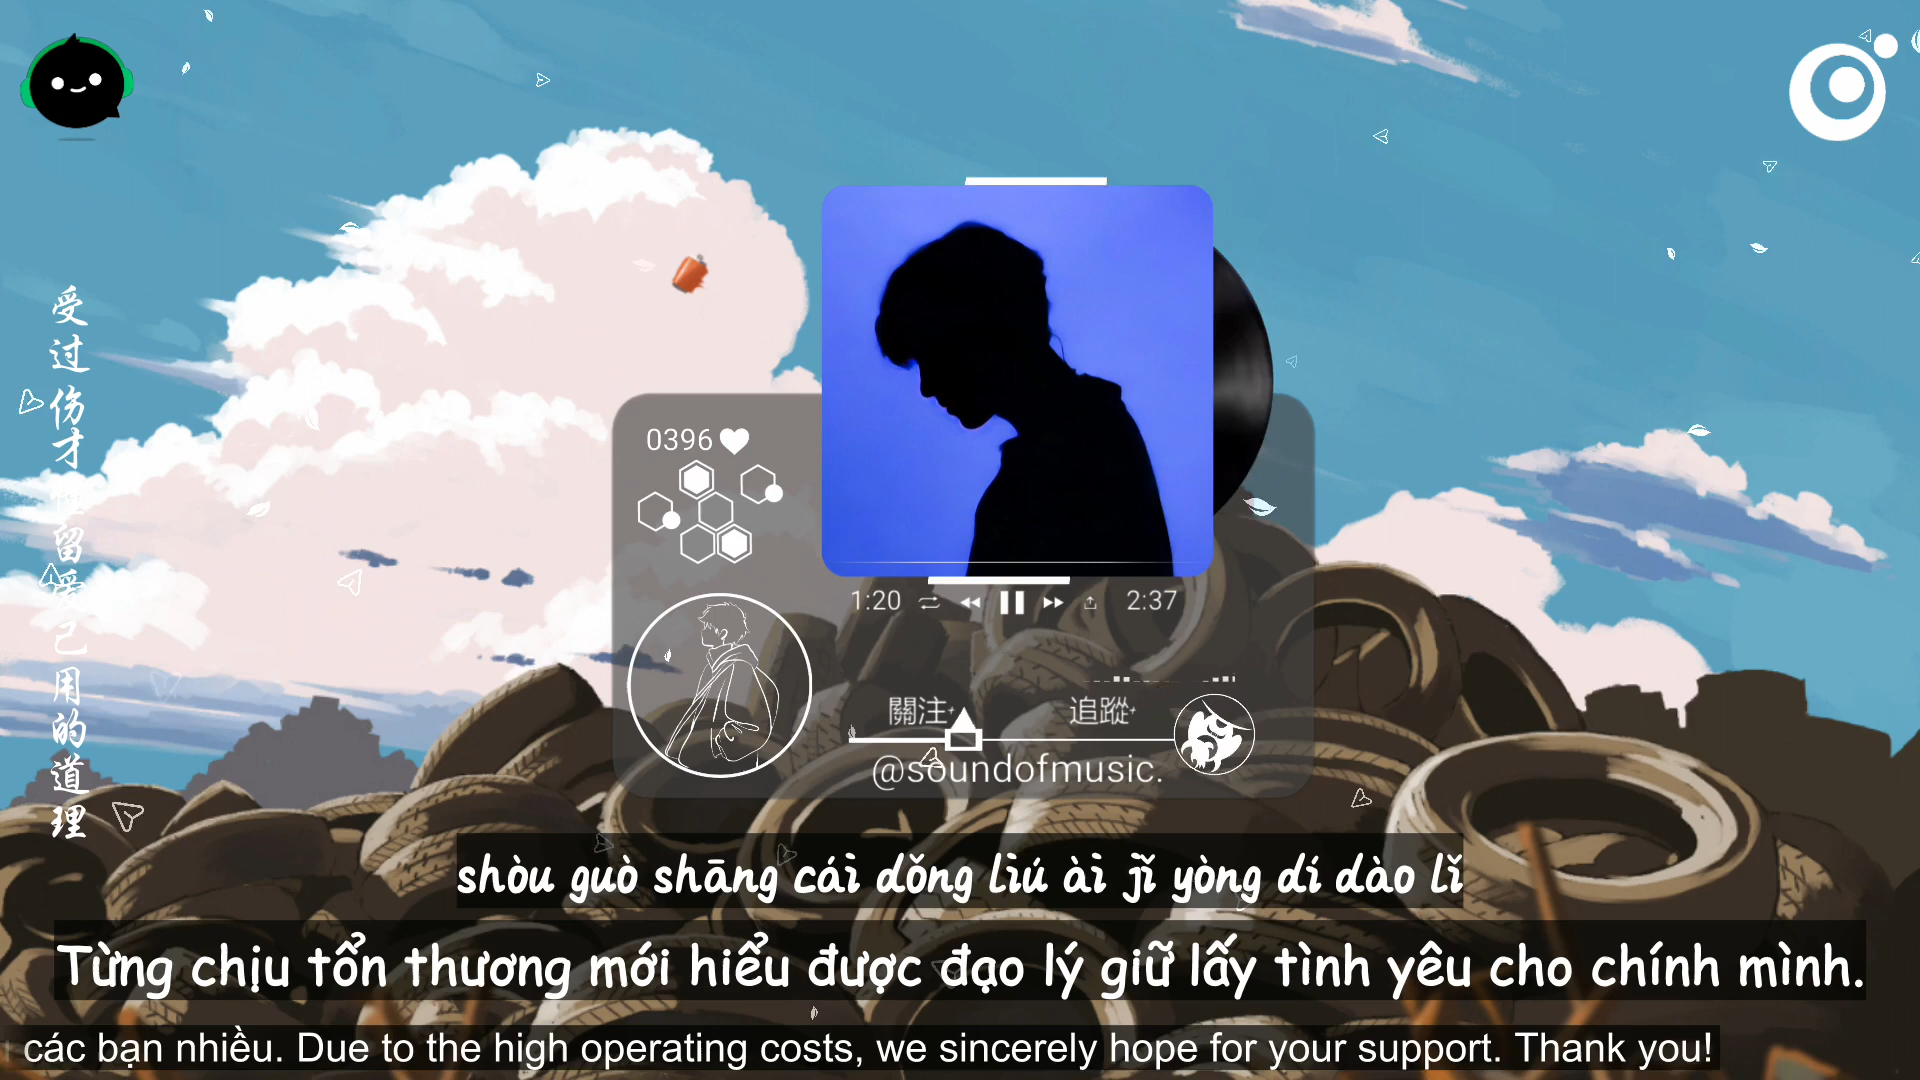 受过伤才懂留爱己用的道理
0396
1:20 2:37
關注+ 追蹤+
@soundofmusic.
shòu guò shāng cái dǒng liú ài jǐ yòng dí dào lǐ
Từng chịu tổn thương mới hiểu được đạo lý giữ lấy tình yêu cho chính mình.
các bạn nhiều. Due to the high operating costs, we sincerely hope for your support. Thank you!